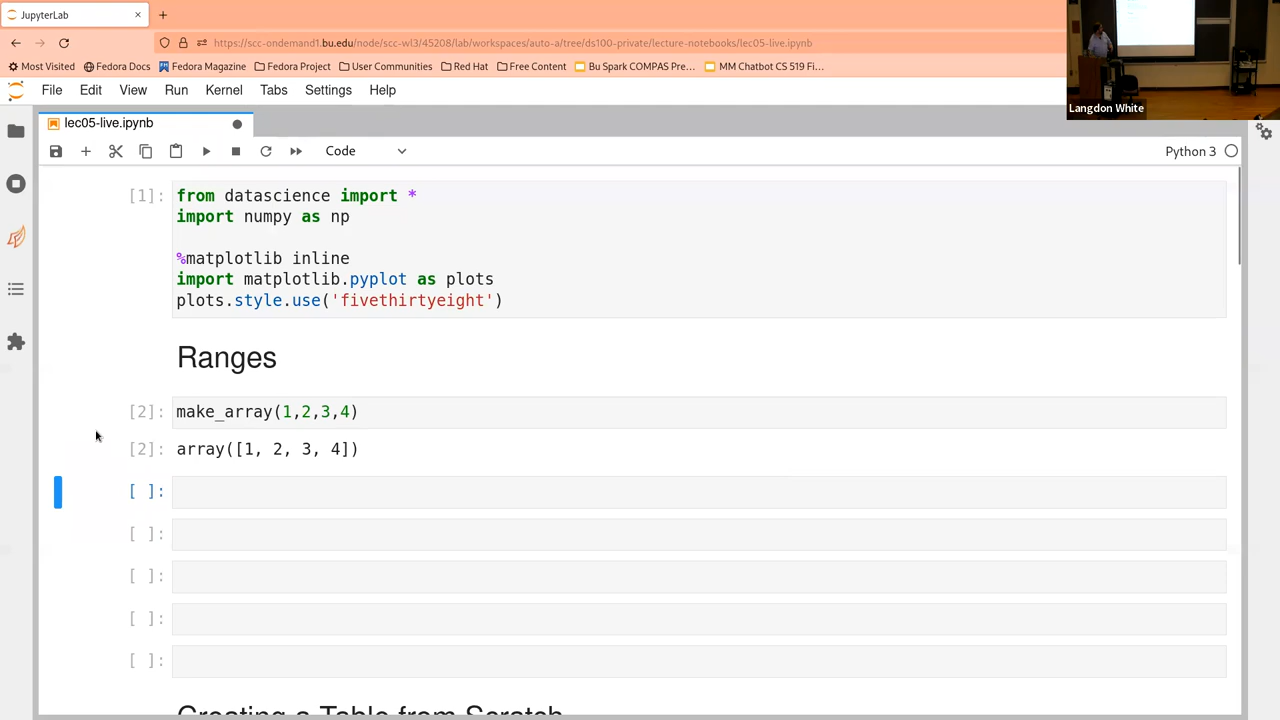 JupyterLab
https://scc-ondemand1.bu.edu/node/scc-wl3/45208/lab/workspaces/auto-a/tree/ds100-private/lecture-notebooks/lec05-live.ipynb
Most Visited Fedora Docs Fedora Magazine Fedora Project User Communities Red Hat Free Content Bu Spark COMPAS Pre… MM Chatbot CS 519 Fi…
Langdon White
File Edit View Run Kernel Tabs Settings Help
lec05-live.ipynb
Code Python 3
[1]: from datascience import *
import numpy as np
%matplotlib inline
import matplotlib.pyplot as plots
plots.style.use('fivethirtyeight')
Ranges
[2]: make_array(1,2,3,4)
[2]: array([1, 2, 3, 4])
[ ]:
[ ]:
[ ]:
[ ]:
[ ]:
Creating a Table from Scratch